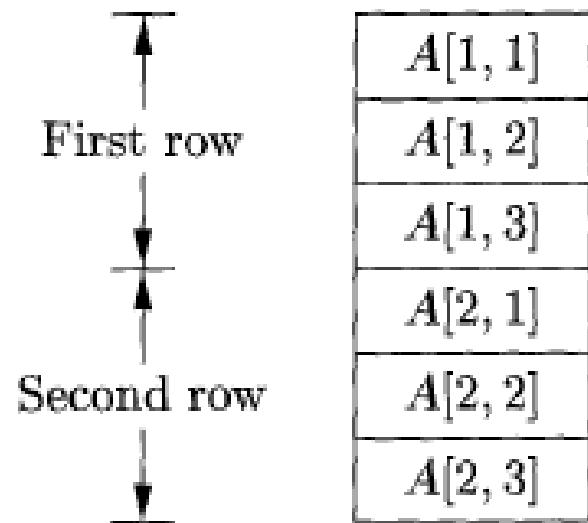 A[1, 1]
First row
A[1, 2]
A[1, 3]
A[2, 1]
Second row
A[2, 2]
A[2, 3]